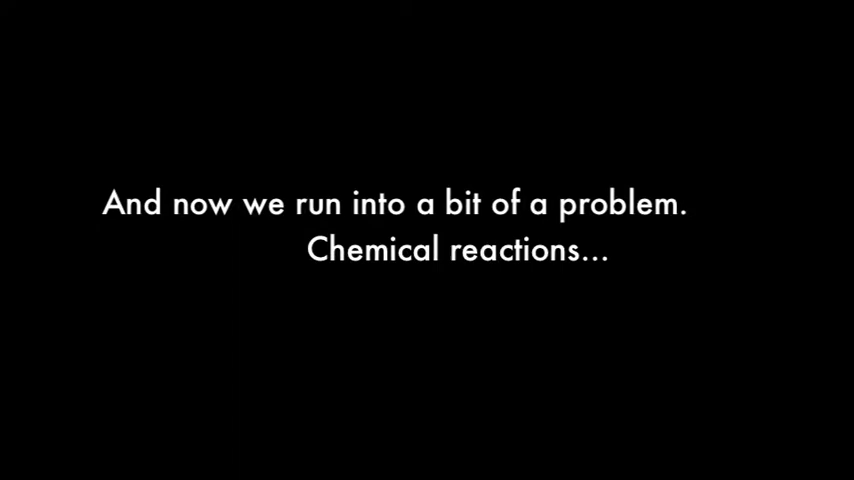 And now we run into a bit of a problem.
Chemical reactions...